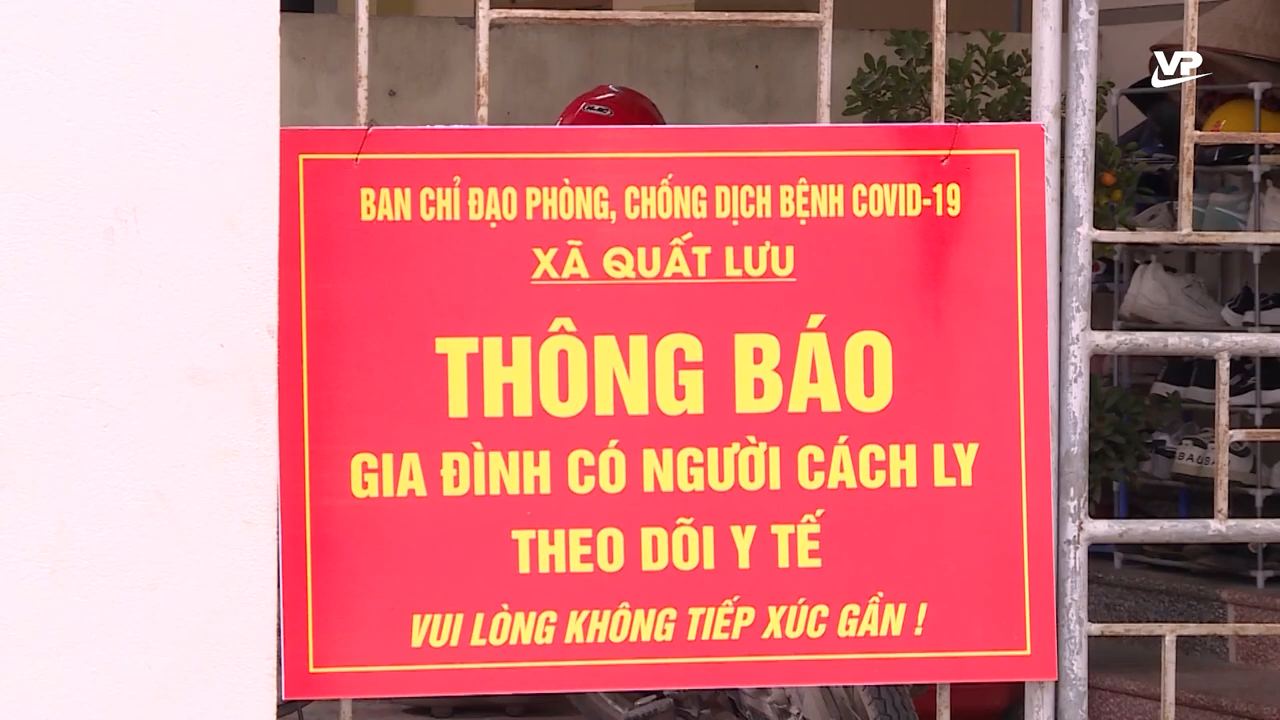 VP
BAN CHỈ ĐẠO PHÒNG, CHỐNG DỊCH BỆNH COVID-19
XÃ QUẤT LƯU
THÔNG BÁO
GIA ĐÌNH CÓ NGƯỜI CÁCH LY
THEO DÕI Y TẾ
VUI LÒNG KHÔNG TIẾP XÚC GẦN !